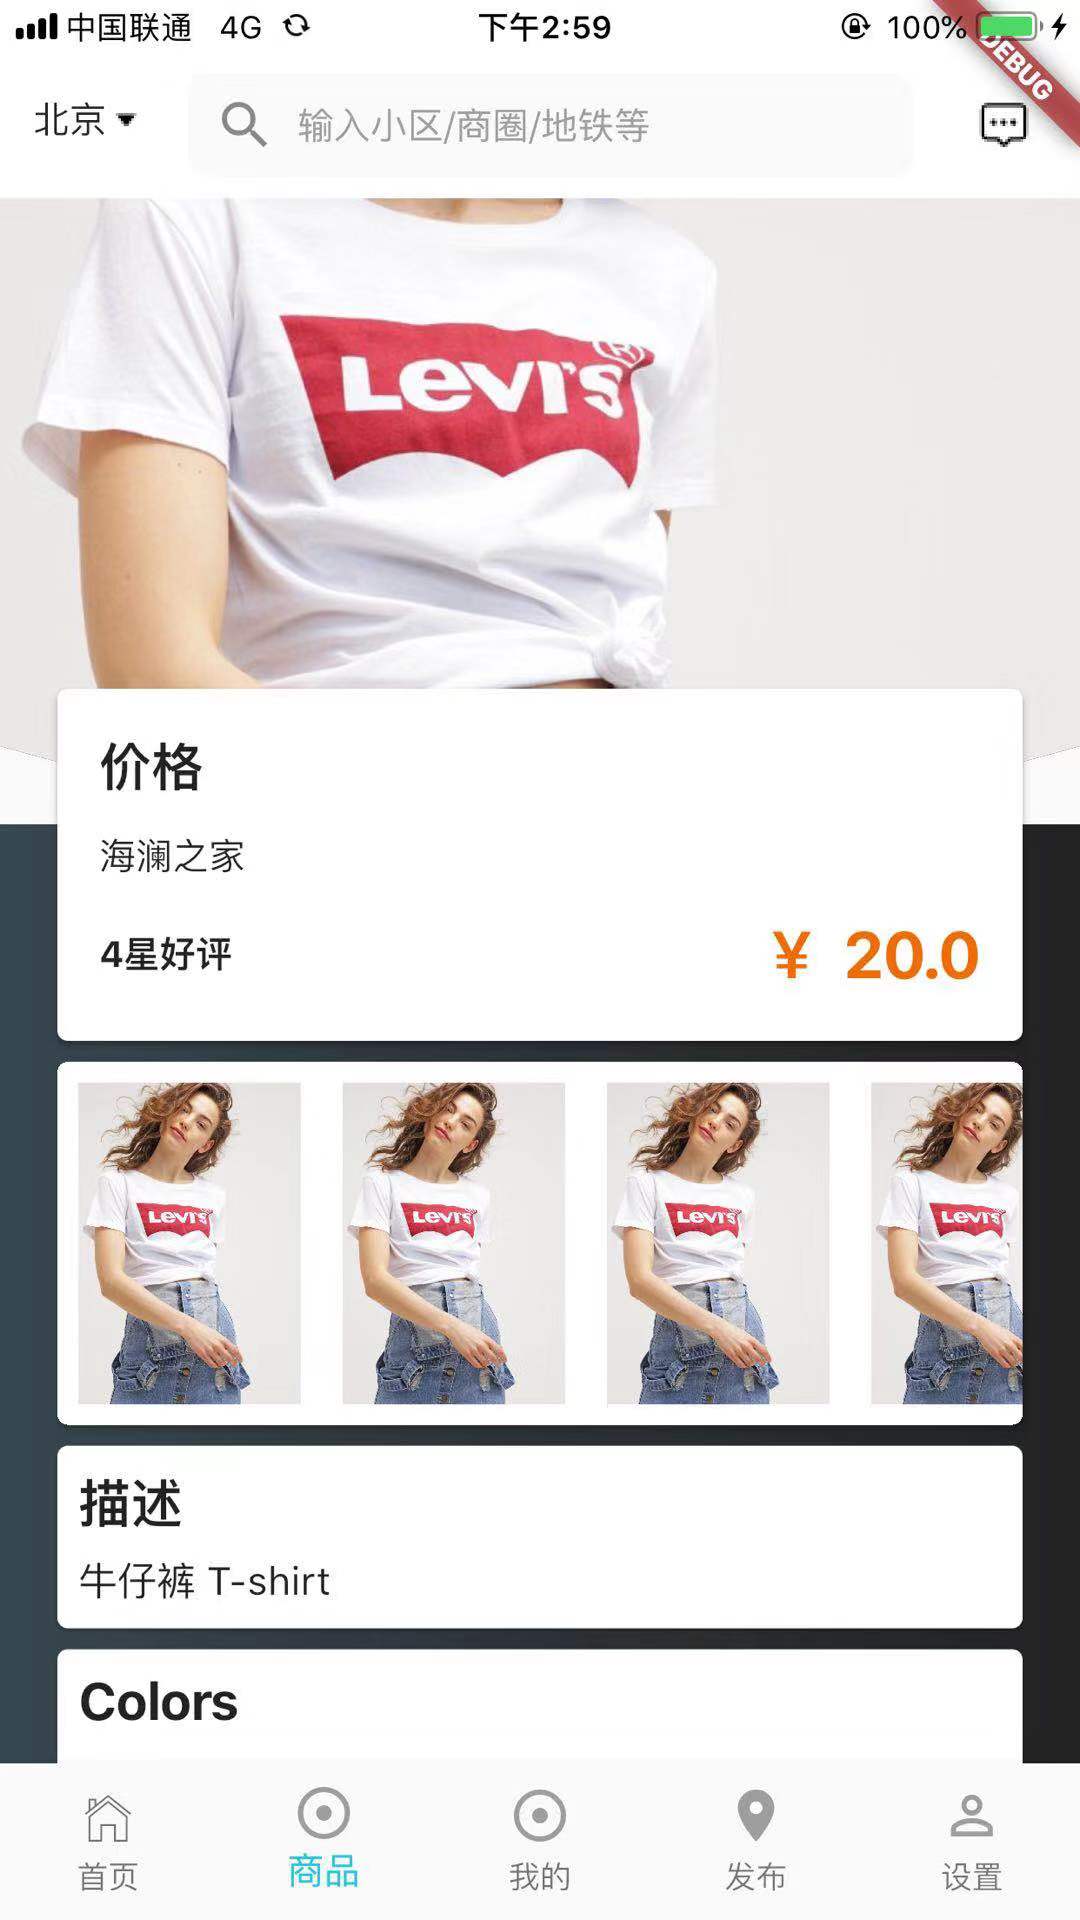 中国联通 4G 下午2:59 100%
DEBUG
北京 输入小区/商圈/地铁等
Levi's®
价格
海澜之家
4星好评 ¥ 20.0
Levi's Levi's Levi's Levi's
描述
牛仔裤 T-shirt
Colors
首页 商品 我的 发布 设置